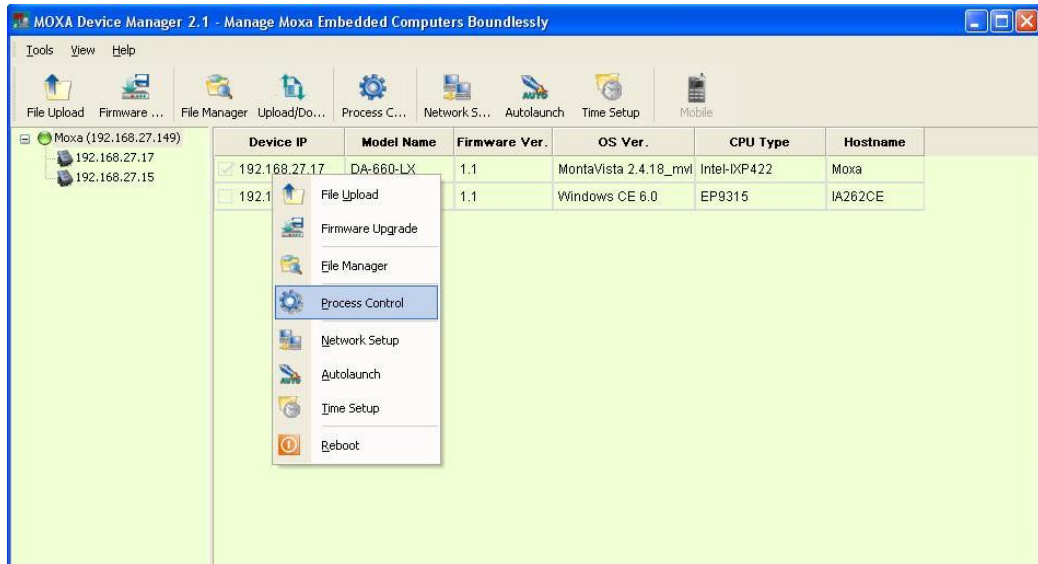 MOXA Device Manager 2.1 - Manage Moxa Embedded Computers Boundlessly
Tools View Help
File Upload Firmware ... File Manager Upload/Do... Process C... Network S... Autolaunch Time Setup Mobile
Moxa (192.168.27.149)
192.168.27.17
192.168.27.15
Device IP Model Name Firmware Ver. OS Ver. CPU Type Hostname
192.168.27.17 DA-660-LX 1.1 MontaVista 2.4.18_mvl Intel-IXP422 Moxa
192.1 1.1 Windows CE 6.0 EP9315 IA262CE
File Upload
Firmware Upgrade
File Manager
Process Control
Network Setup
AUTO Autolaunch
Time Setup
Reboot